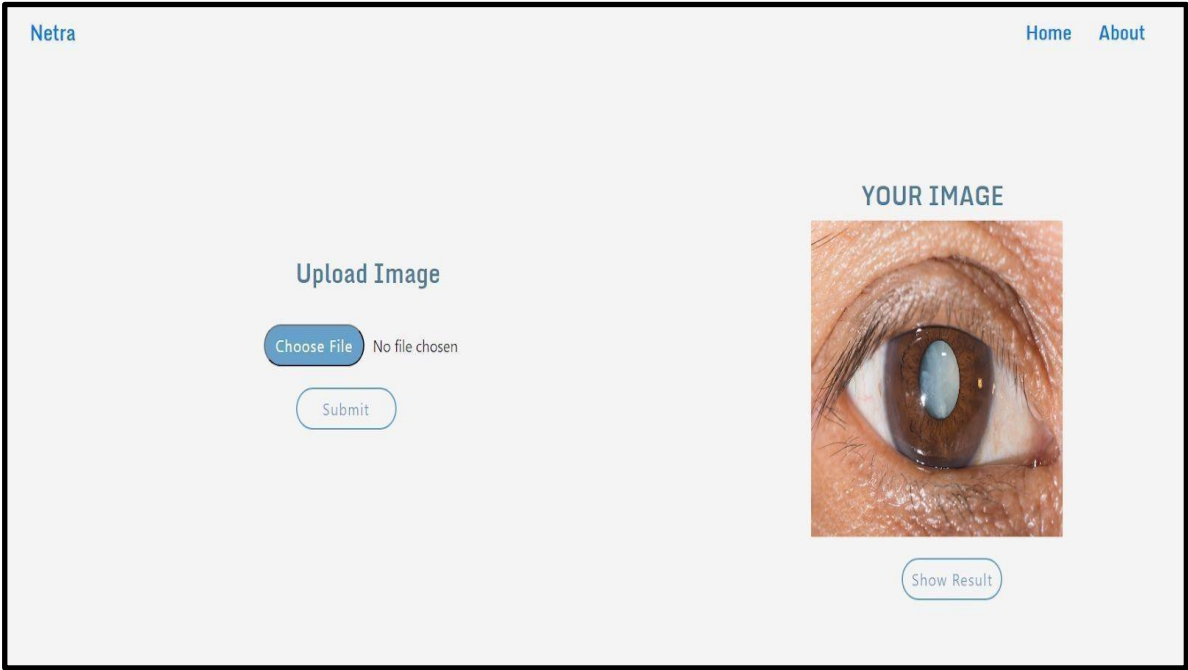 Netra
Home About
Upload Image
Choose File No file chosen
Submit
YOUR IMAGE
Show Result